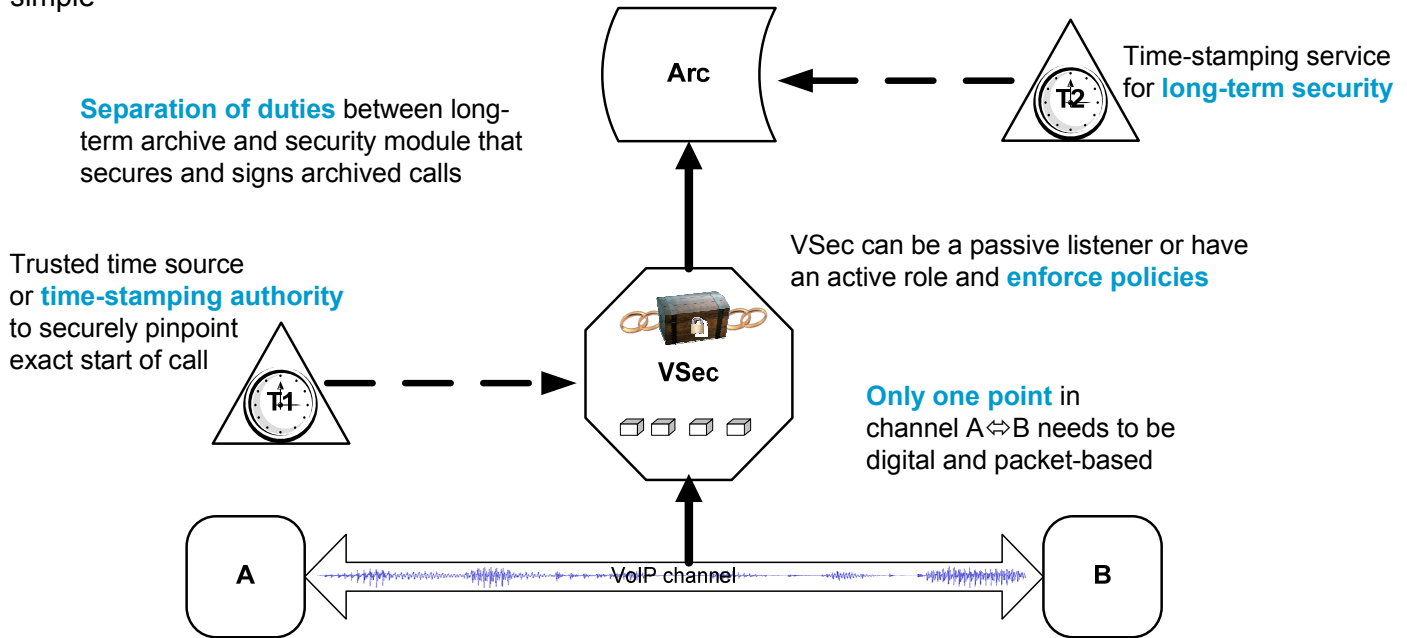 simple
Arc
T2
Time-stamping service
for long-term security
Separation of duties between long-
term archive and security module that
secures and signs archived calls
VSec can be a passive listener or have
an active role and enforce policies
Trusted time source
or time-stamping authority
to securely pinpoint
exact start of call
T1
VSec
Only one point in
channel A⇔B needs to be
digital and packet-based
A
VoIP channel
B